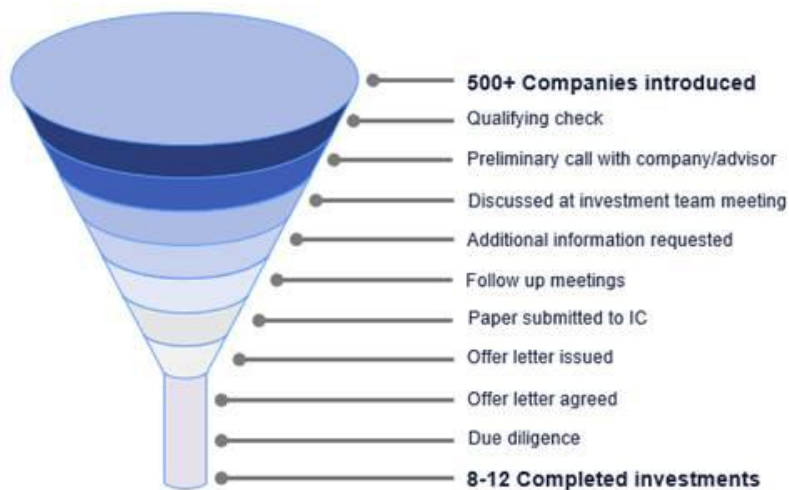 500+ Companies introduced
Qualifying check
Preliminary call with company/advisor
Discussed at investment team meeting
Additional information requested
Follow up meetings
Paper submitted to IC
Offer letter issued
Offer letter agreed
Due diligence
8-12 Completed investments